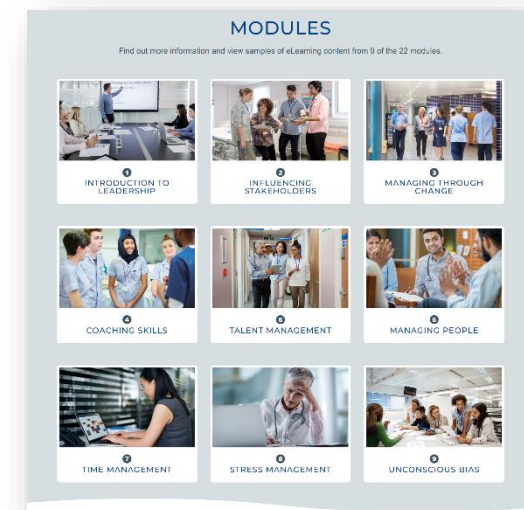 MODULES
Find out more information and view samples of eLearning content from 9 of the 22 modules.
1
INTRODUCTION TO
LEADERSHIP
2
INFLUENCING
STAKEHOLDERS
3
MANAGING THROUGH
CHANGE
4
COACHING SKILLS
5
TALENT MANAGEMENT
6
MANAGING PEOPLE
7
TIME MANAGEMENT
8
STRESS MANAGEMENT
9
UNCONSCIOUS BIAS